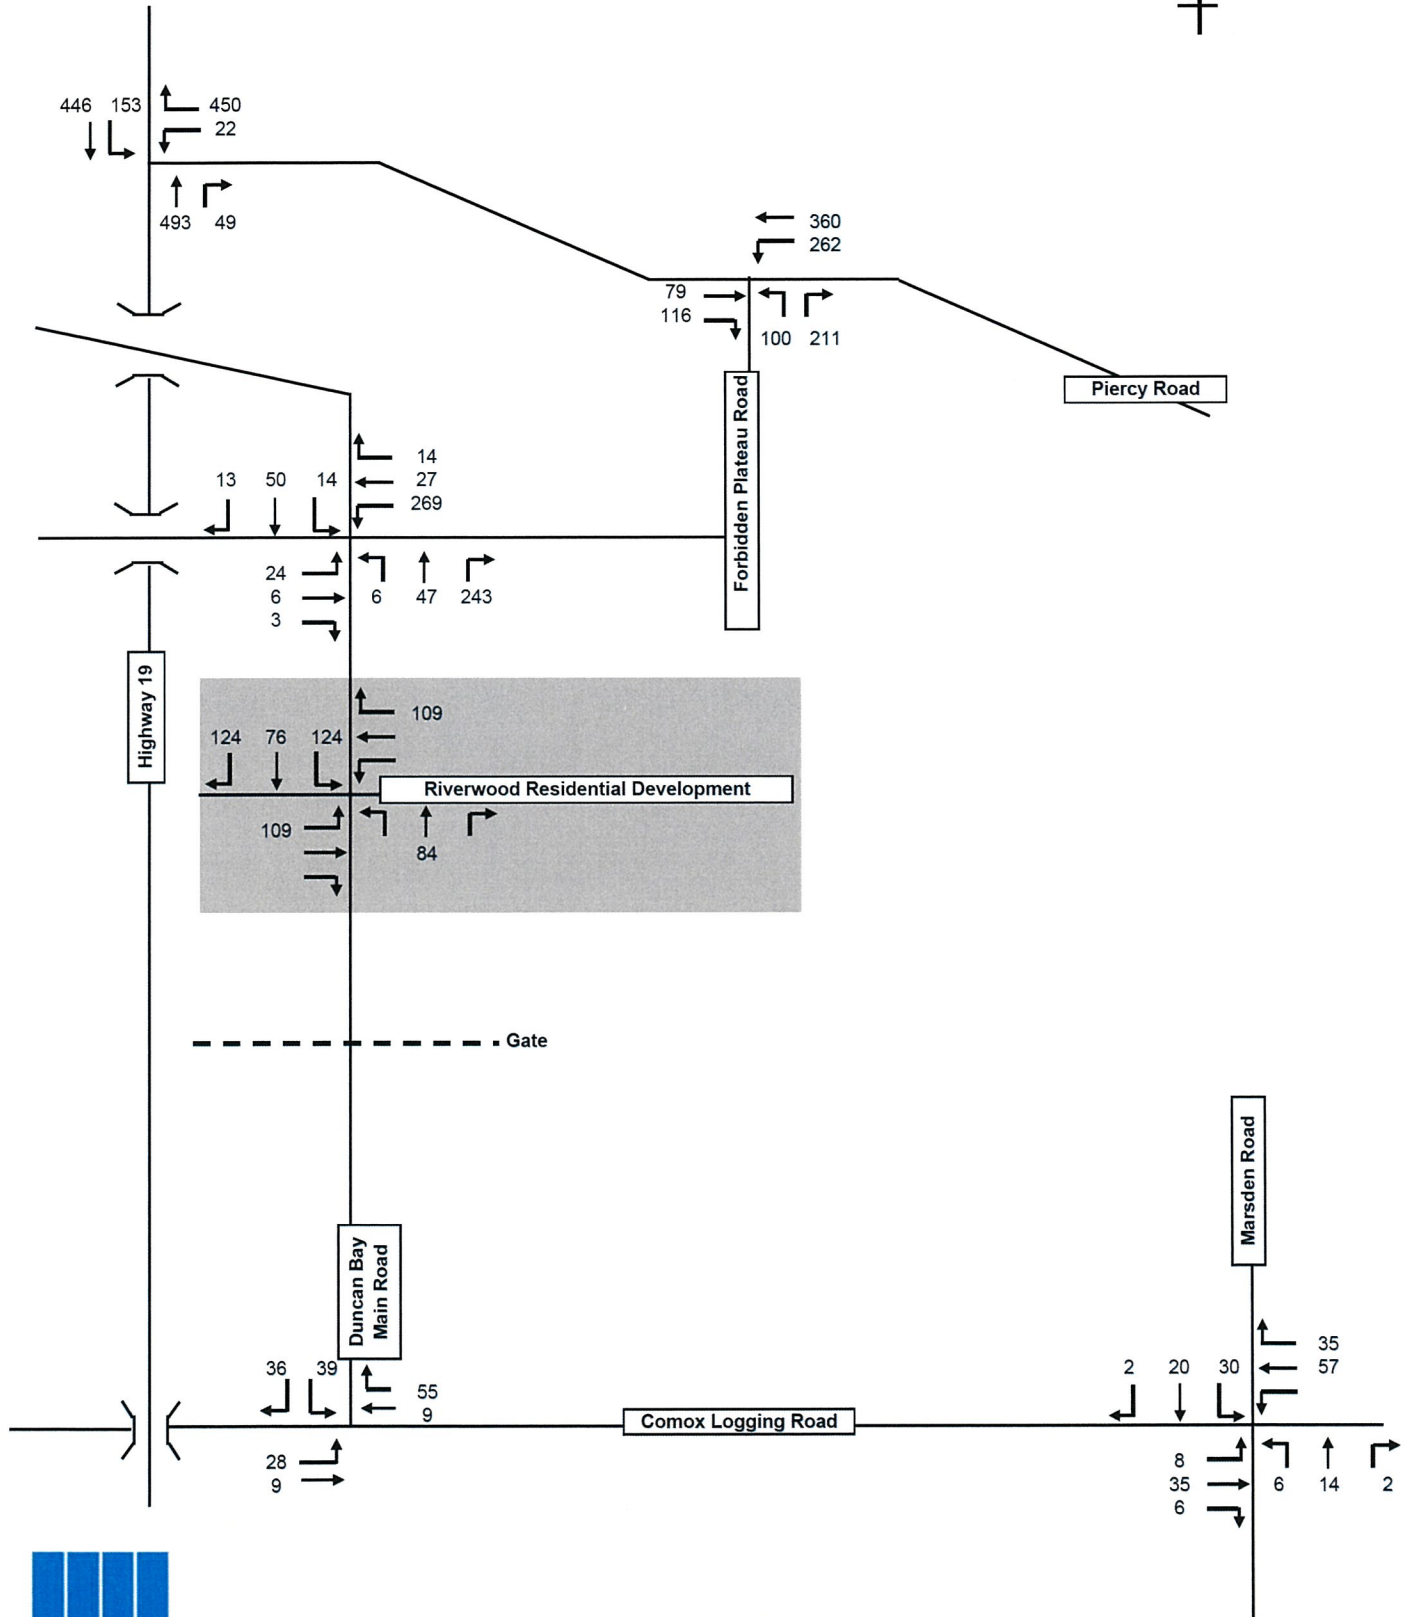 446 153 450
22
493 49
360
262
79
116
100 211
Piercy Road
Forbidden Plateau Road
14
13 50 14 27
269
24
6 6 47 243
3
Highway 19
109
124 76 124
Riverwood Residential Development
109
84
Gate
Marsden Road
Duncan Bay
Main Road
36 39
55
9
Comox Logging Road
28
9
35
2 20 30 57
8
35 6 14 2
6